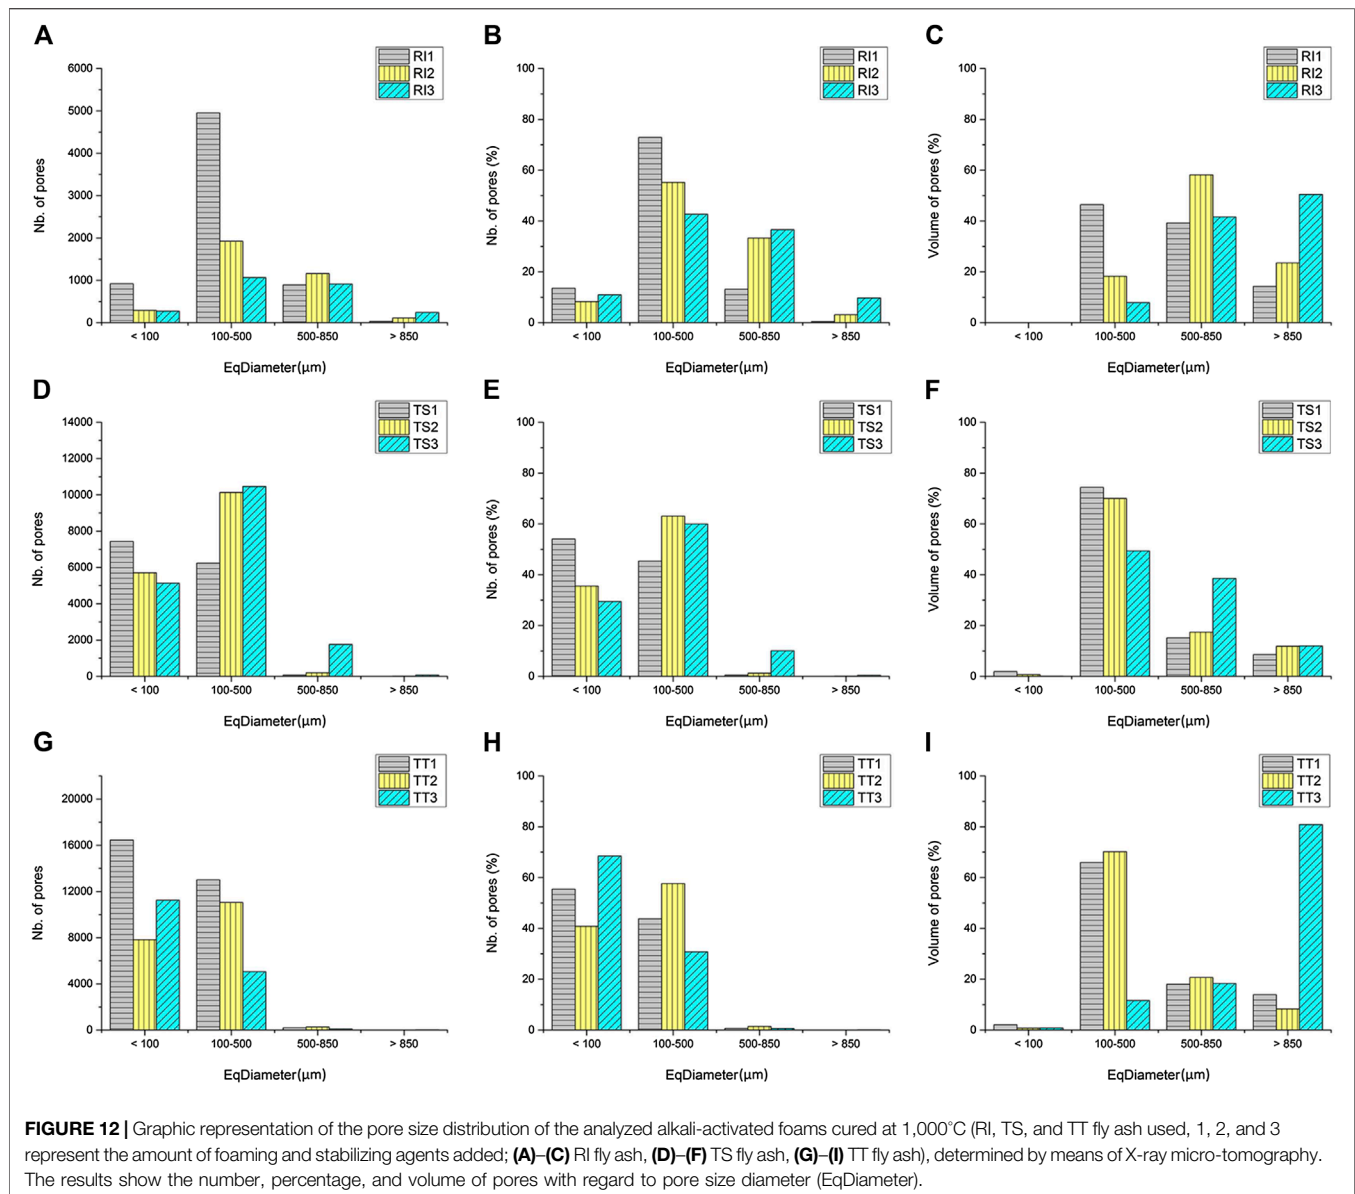 A
RI1
RI2
RI3
6000
5000
4000
3000
2000
1000
0
Nb. of pores
< 100
100-500
500-850
> 850
EqDiameter(μm)
B
RI1
RI2
RI3
100
80
60
40
20
0
Nb. of pores (%)
< 100
100-500
500-850
> 850
EqDiameter(μm)
C
RI1
RI2
RI3
100
80
60
40
20
0
Volume of pores (%)
< 100
100-500
500-850
> 850
EqDiameter(μm)
D
TS1
TS2
TS3
14000
12000
10000
8000
6000
4000
2000
0
Nb. of pores
< 100
100-500
500-850
> 850
EqDiameter(μm)
E
TS1
TS2
TS3
100
80
60
40
20
0
Nb. of pores (%)
< 100
100-500
500-850
> 850
EqDiameter(μm)
F
TS1
TS2
TS3
100
80
60
40
20
0
Volume of pores (%)
< 100
100-500
500-850
> 850
EqDiameter(μm)
G
TT1
TT2
TT3
20000
16000
12000
8000
4000
0
Nb. of pores
< 100
100-500
500-850
> 850
EqDiameter(μm)
H
TT1
TT2
TT3
100
80
60
40
20
0
Nb. of pores (%)
< 100
100-500
500-850
> 850
EqDiameter(μm)
I
TT1
TT2
TT3
100
80
60
40
20
0
Volume of pores (%)
< 100
100-500
500-850
> 850
EqDiameter(μm)
FIGURE 12 | Graphic representation of the pore size distribution of the analyzed alkali-activated foams cured at 1,000°C (RI, TS, and TT fly ash used, 1, 2, and 3
represent the amount of foaming and stabilizing agents added; (A)–(C) RI fly ash, (D)–(F) TS fly ash, (G)–(I) TT fly ash), determined by means of X-ray micro-tomography.
The results show the number, percentage, and volume of pores with regard to pore size diameter (EqDiameter).